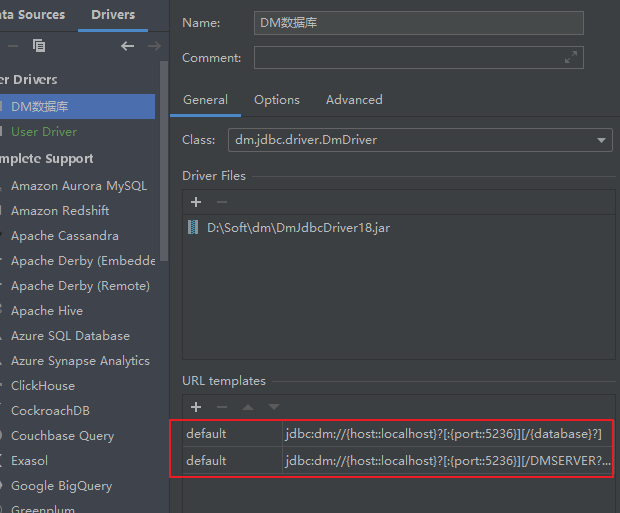 ata Sources
Drivers
er Drivers
DM数据库
User Driver
mplete Support
Amazon Aurora MySQL
Amazon Redshift
Apache Cassandra
Apache Derby (Embedde
Apache Derby (Remote)
Apache Hive
Azure SQL Database
Azure Synapse Analytics
ClickHouse
CockroachDB
Couchbase Query
Exasol
Google BigQuery
Greenplum
Name: DM数据库
Comment:
General Options Advanced
Class: dm.jdbc.driver.DmDriver
Driver Files
D:\Soft\dm\DmJdbcDriver18.jar
URL templates
default jdbc:dm://{host::localhost}?[:{port::5236}][/{database}?]
default jdbc:dm://{host::localhost}?[:{port::5236}][/DMSERVER?...